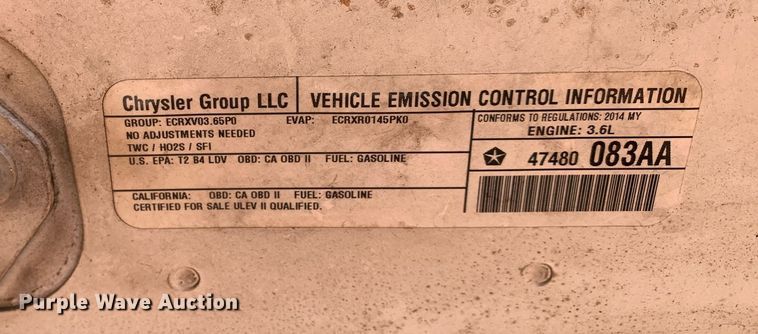 Chrysler Group LLC
VEHICLE EMISSION CONTROL INFORMATION
GROUP: ECRXV03.65P0 EVAP: ECRXR0145PK0
NO ADJUSTMENTS NEEDED
TWC / HO2S / SFI
CONFORMS TO REGULATIONS: 2014 MY
ENGINE: 3.6L
U.S. EPA: T2 B4 LDV OBD: CA OBD II FUEL: GASOLINE
47480 083AA
CALIFORNIA: OBD: CA OBD II FUEL: GASOLINE
CERTIFIED FOR SALE ULEV II QUALIFIED.
Purple Wave Auction